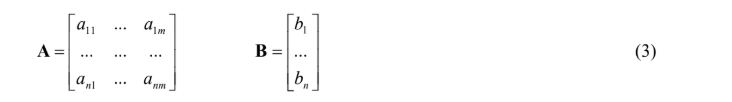 A = [ a₁₁ ... a₁ₘ ; ... ... ... ; aₙ₁ ... aₙₘ ] B = [ b₁ ; ... ; bₙ ] (3)